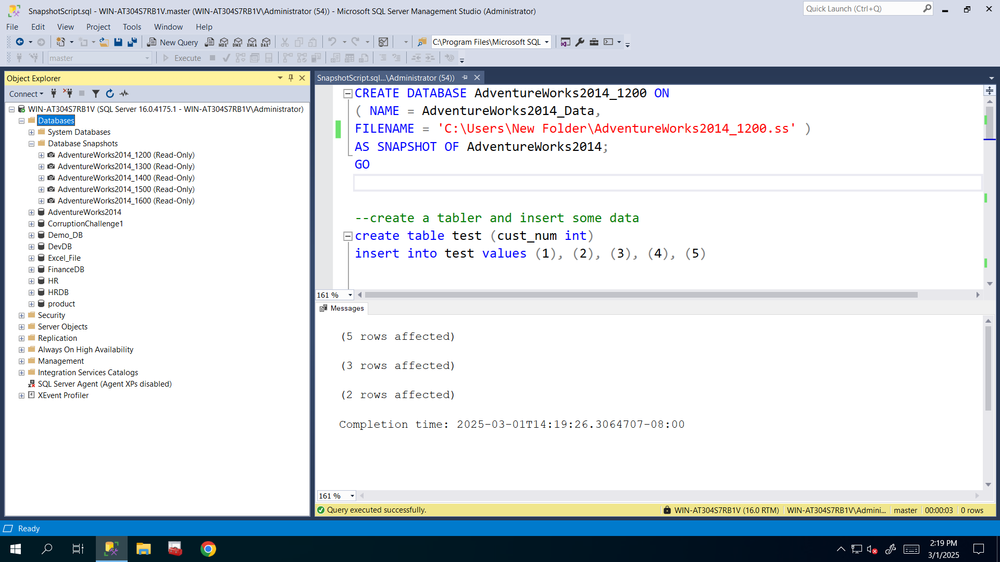 SnapshotScript.sql - WIN-AT304S7RB1V.master (WIN-AT304S7RB1V\Administrator (54)) - Microsoft SQL Server Management Studio (Administrator)
Quick Launch (Ctrl+Q)
File Edit View Project Tools Window Help
New Query MDX DMX XMLA DAX C:\Program Files\Microsoft SQL
master Execute
Object Explorer
Connect
WIN-AT304S7RB1V (SQL Server 16.0.4175.1 - WIN-AT304S7RB1V\Administrator)
Databases
System Databases
Database Snapshots
AdventureWorks2014_1200 (Read-Only)
AdventureWorks2014_1300 (Read-Only)
AdventureWorks2014_1400 (Read-Only)
AdventureWorks2014_1500 (Read-Only)
AdventureWorks2014_1600 (Read-Only)
AdventureWorks2014
CorruptionChallenge1
Demo_DB
DevDB
Excel_File
FinanceDB
HR
HRDB
product
Security
Server Objects
Replication
Always On High Availability
Management
Integration Services Catalogs
SQL Server Agent (Agent XPs disabled)
XEvent Profiler
SnapshotScript.sql...\Administrator (54))
CREATE DATABASE AdventureWorks2014_1200 ON
( NAME = AdventureWorks2014_Data,
FILENAME = 'C:\Users\New Folder\AdventureWorks2014_1200.ss' )
AS SNAPSHOT OF AdventureWorks2014;
GO
--create a tabler and insert some data
create table test (cust_num int)
insert into test values (1), (2), (3), (4), (5)
161 %
Messages
(5 rows affected)
(3 rows affected)
(2 rows affected)
Completion time: 2025-03-01T14:19:26.3064707-08:00
161 %
Query executed successfully.
WIN-AT304S7RB1V (16.0 RTM) WIN-AT304S7RB1V\Admini... master 00:00:03 0 rows
Ready
2:19 PM
3/1/2025